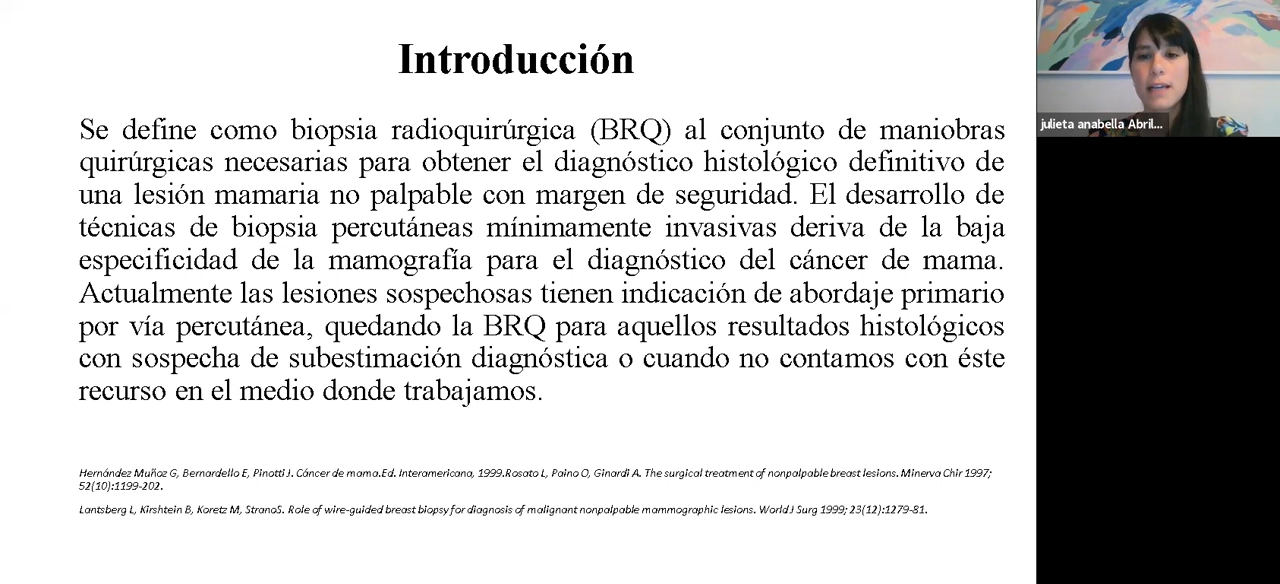 Introducción
Se define como biopsia radioquirúrgica (BRQ) al conjunto de maniobras
quirúrgicas necesarias para obtener el diagnóstico histológico definitivo de
una lesión mamaria no palpable con margen de seguridad. El desarrollo de
técnicas de biopsia percutáneas mínimamente invasivas deriva de la baja
especificidad de la mamografía para el diagnóstico del cáncer de mama.
Actualmente las lesiones sospechosas tienen indicación de abordaje primario
por vía percutánea, quedando la BRQ para aquellos resultados histológicos
con sospecha de subestimación diagnóstica o cuando no contamos con éste
recurso en el medio donde trabajamos.
Hernández Muñoz G, Bernardello E, Pinotti J. Cáncer de mama.Ed. Interamericana, 1999.Rosato L, Paino O, Ginardi A. The surgical treatment of nonpalpable breast lesions. Minerva Chir 1997;
52(10):1199-202.
Lantsberg L, Kirshtein B, Koretz M, StranoS. Role of wire-guided breast biopsy for diagnosis of malignant nonpalpable mammographic lesions. World J Surg 1999; 23(12):1279-81.
julieta anabella Abril...